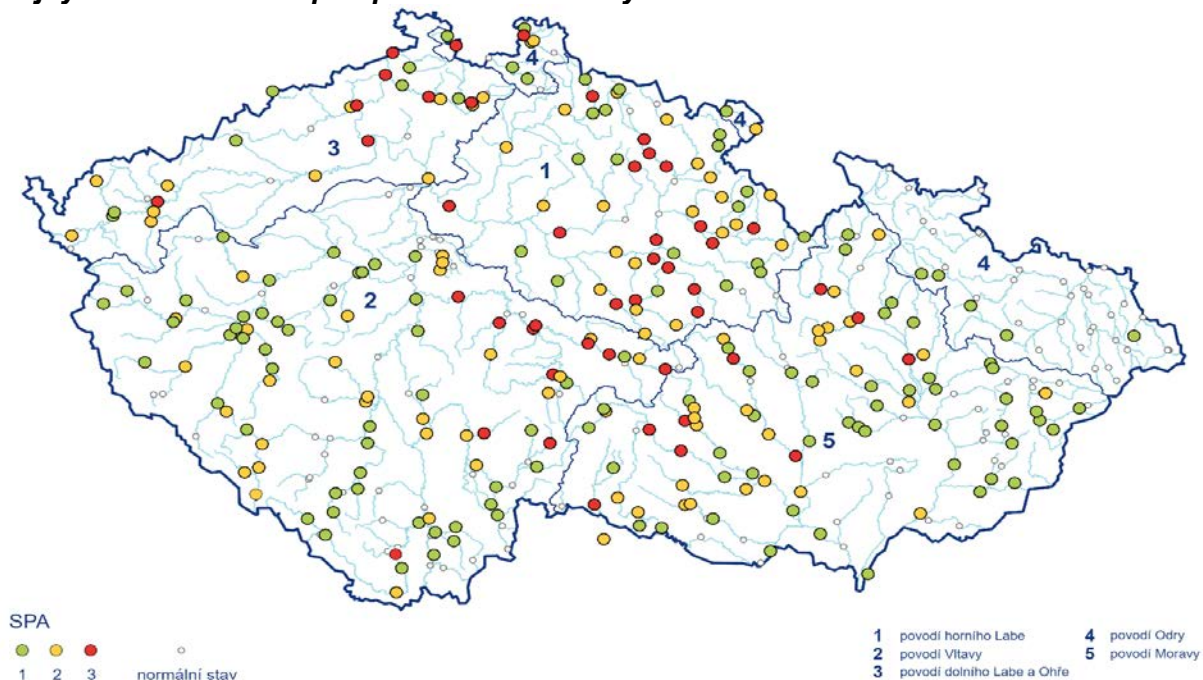 4
4
3
1
4
2
5
SPA
1 2 3 normální stav
1 povodí horního Labe
2 povodí Vltavy
3 povodí dolního Labe a Ohře
4 povodí Odry
5 povodí Moravy